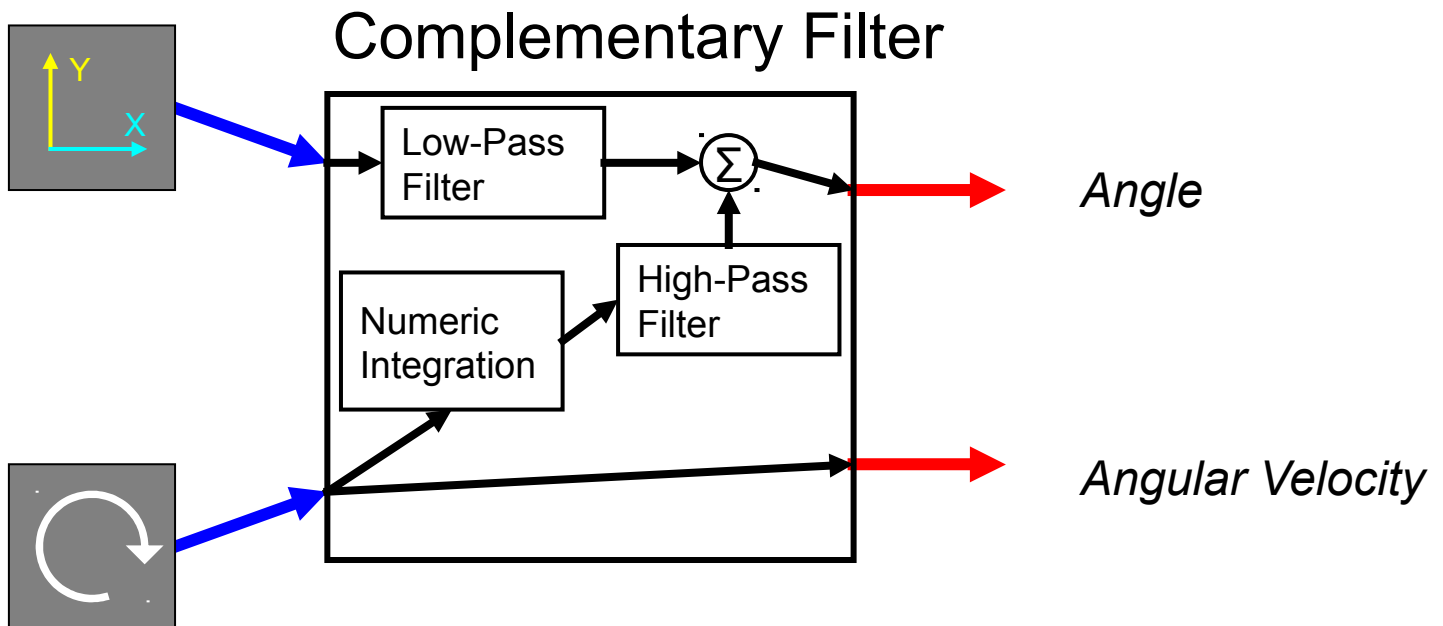 Complementary Filter
Y
X
Low-Pass
Filter
Σ
Angle
High-Pass
Filter
Numeric
Integration
Angular Velocity